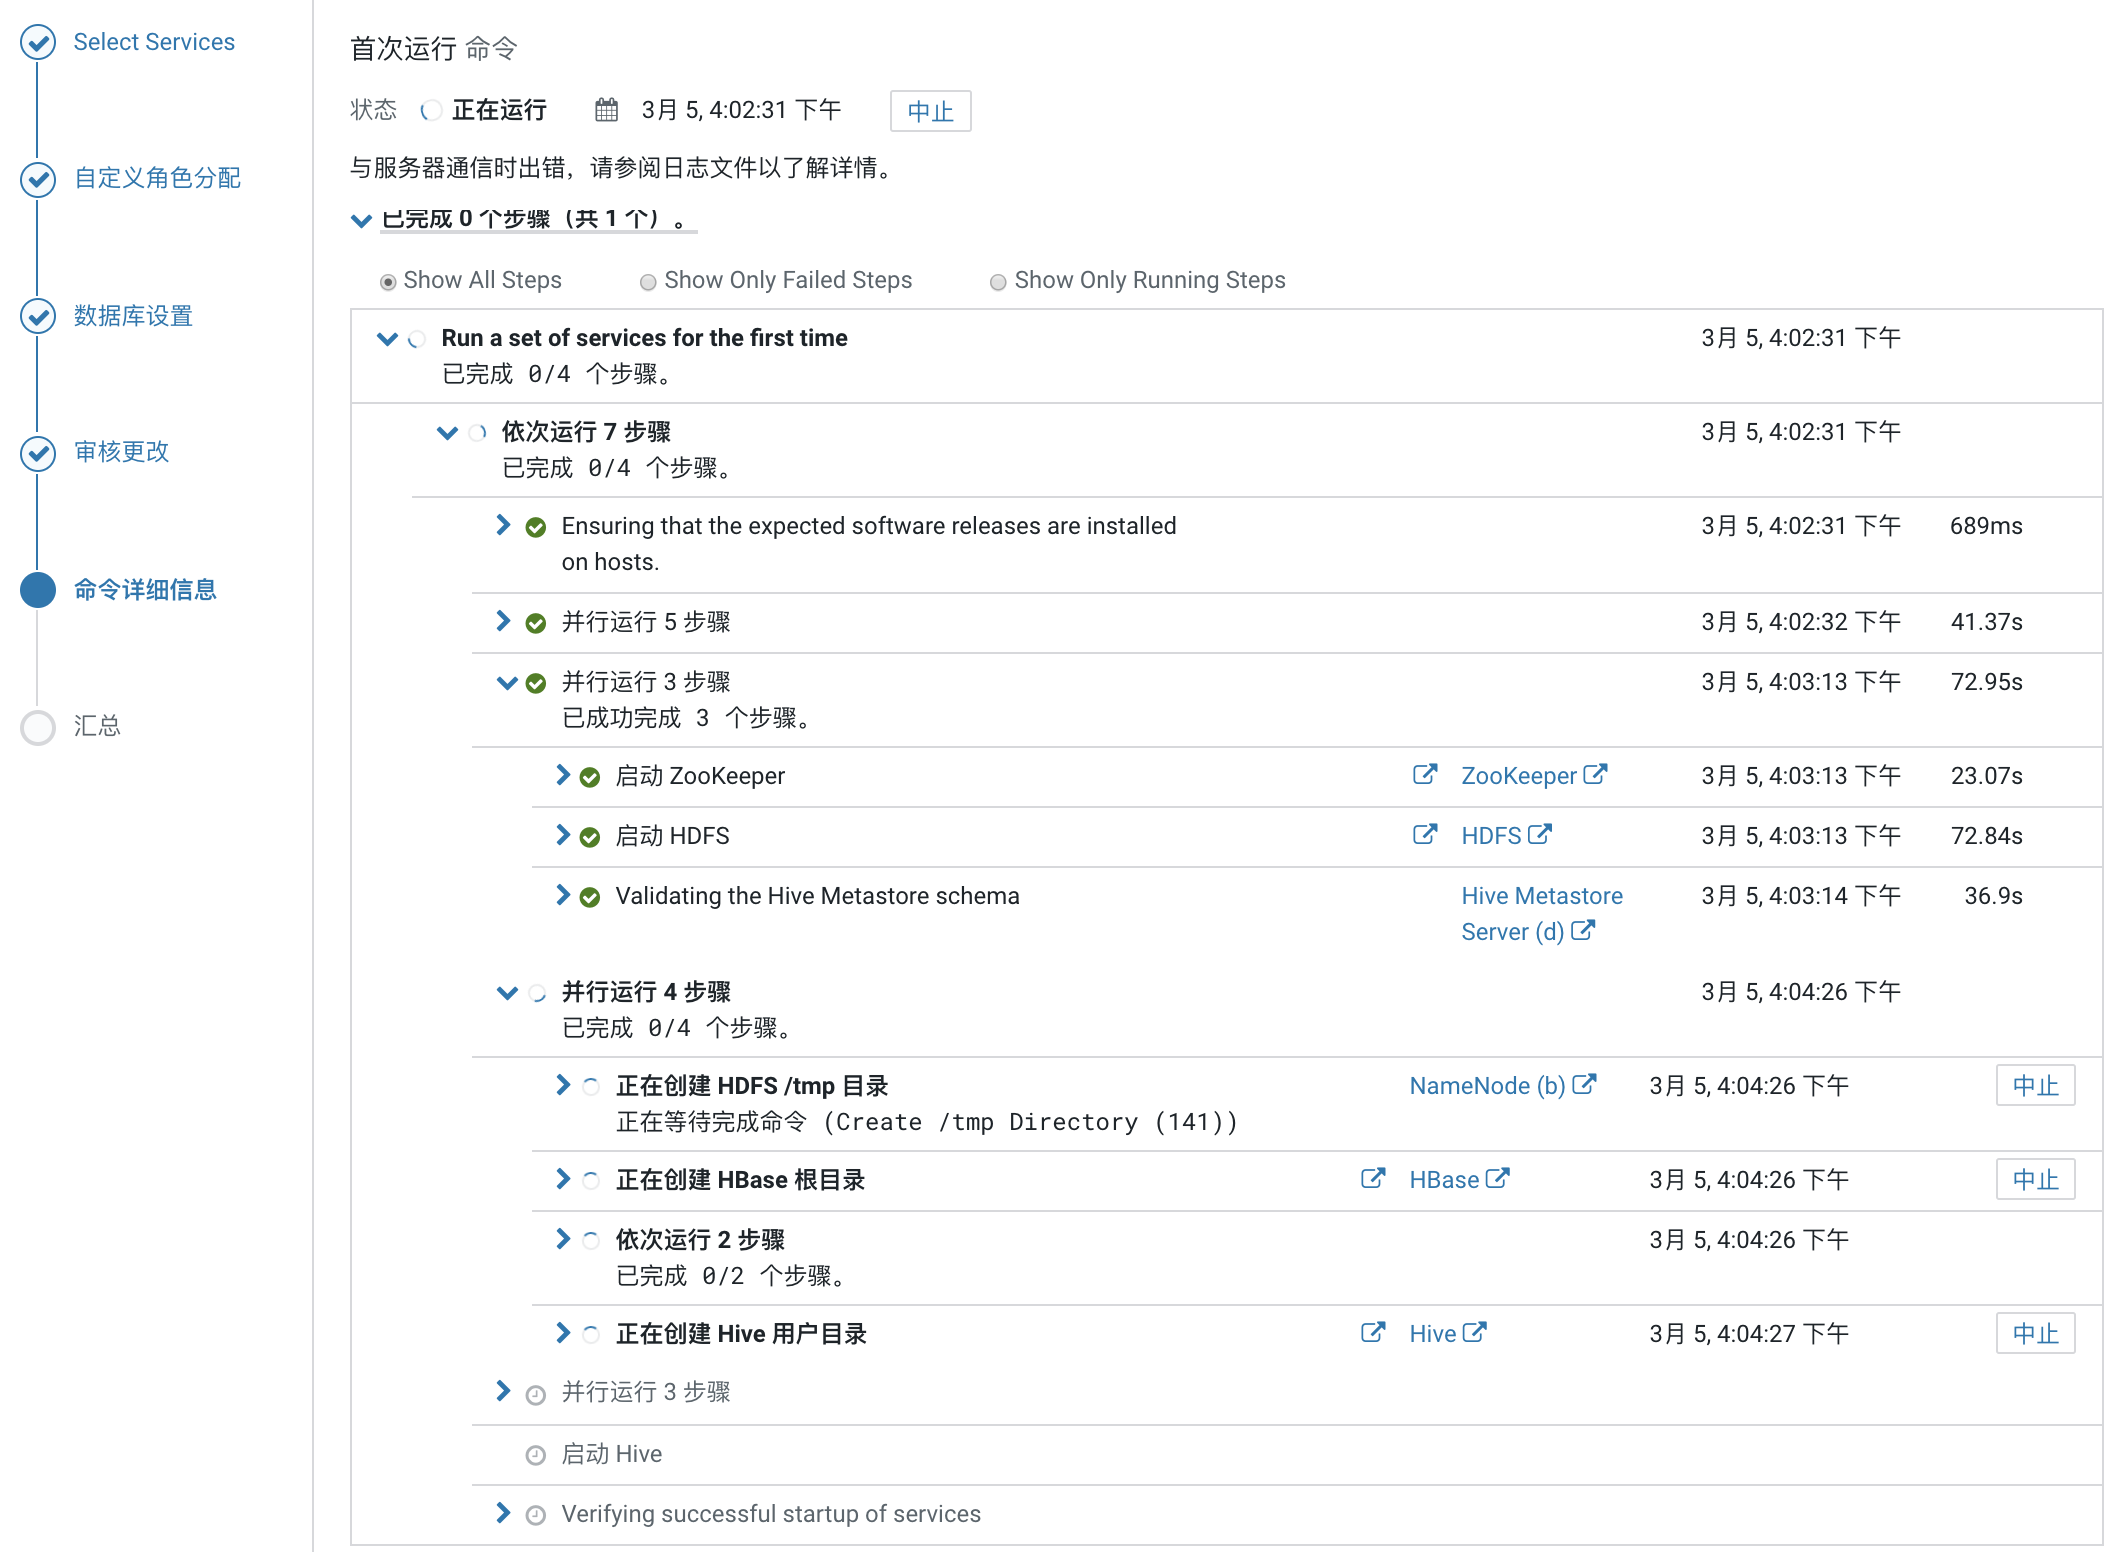 Select Services
自定义角色分配
数据库设置
审核更改
命令详细信息
汇总
首次运行 命令
状态 正在运行 3月 5, 4:02:31 下午 中止
与服务器通信时出错，请参阅日志文件以了解详情。
已完成 0 个步骤（共 1 个）。
Show All Steps Show Only Failed Steps Show Only Running Steps
Run a set of services for the first time 3月 5, 4:02:31 下午
已完成 0/4 个步骤。
依次运行 7 步骤 3月 5, 4:02:31 下午
已完成 0/4 个步骤。
Ensuring that the expected software releases are installed 3月 5, 4:02:31 下午 689ms
on hosts.
并行运行 5 步骤 3月 5, 4:02:32 下午 41.37s
并行运行 3 步骤 3月 5, 4:03:13 下午 72.95s
已成功完成 3 个步骤。
启动 ZooKeeper ZooKeeper 3月 5, 4:03:13 下午 23.07s
启动 HDFS HDFS 3月 5, 4:03:13 下午 72.84s
Validating the Hive Metastore schema Hive Metastore 3月 5, 4:03:14 下午 36.9s
Server (d)
并行运行 4 步骤 3月 5, 4:04:26 下午
已完成 0/4 个步骤。
正在创建 HDFS /tmp 目录 NameNode (b) 3月 5, 4:04:26 下午 中止
正在等待完成命令 (Create /tmp Directory (141))
正在创建 HBase 根目录 HBase 3月 5, 4:04:26 下午 中止
依次运行 2 步骤 3月 5, 4:04:26 下午
已完成 0/2 个步骤。
正在创建 Hive 用户目录 Hive 3月 5, 4:04:27 下午 中止
并行运行 3 步骤
启动 Hive
Verifying successful startup of services